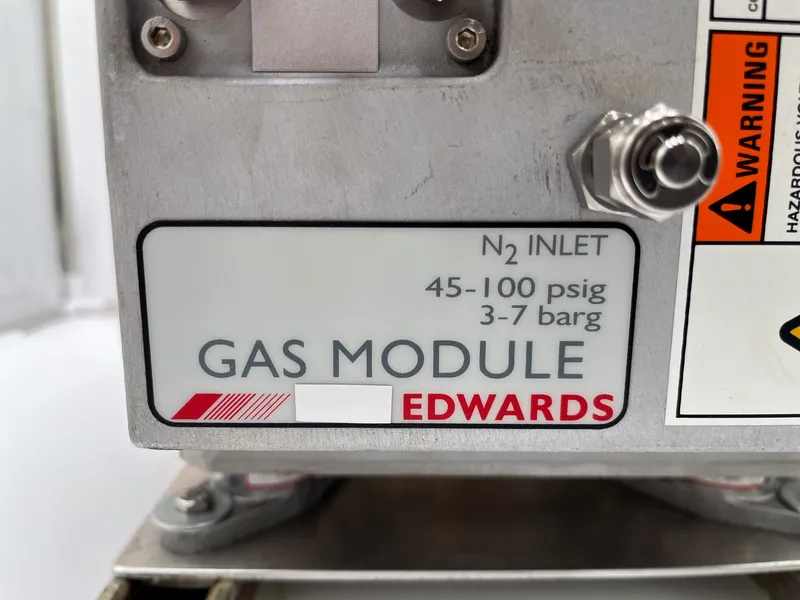 N2 INLET
45-100 psig
3-7 barg
GAS MODULE
EDWARDS
WARNING